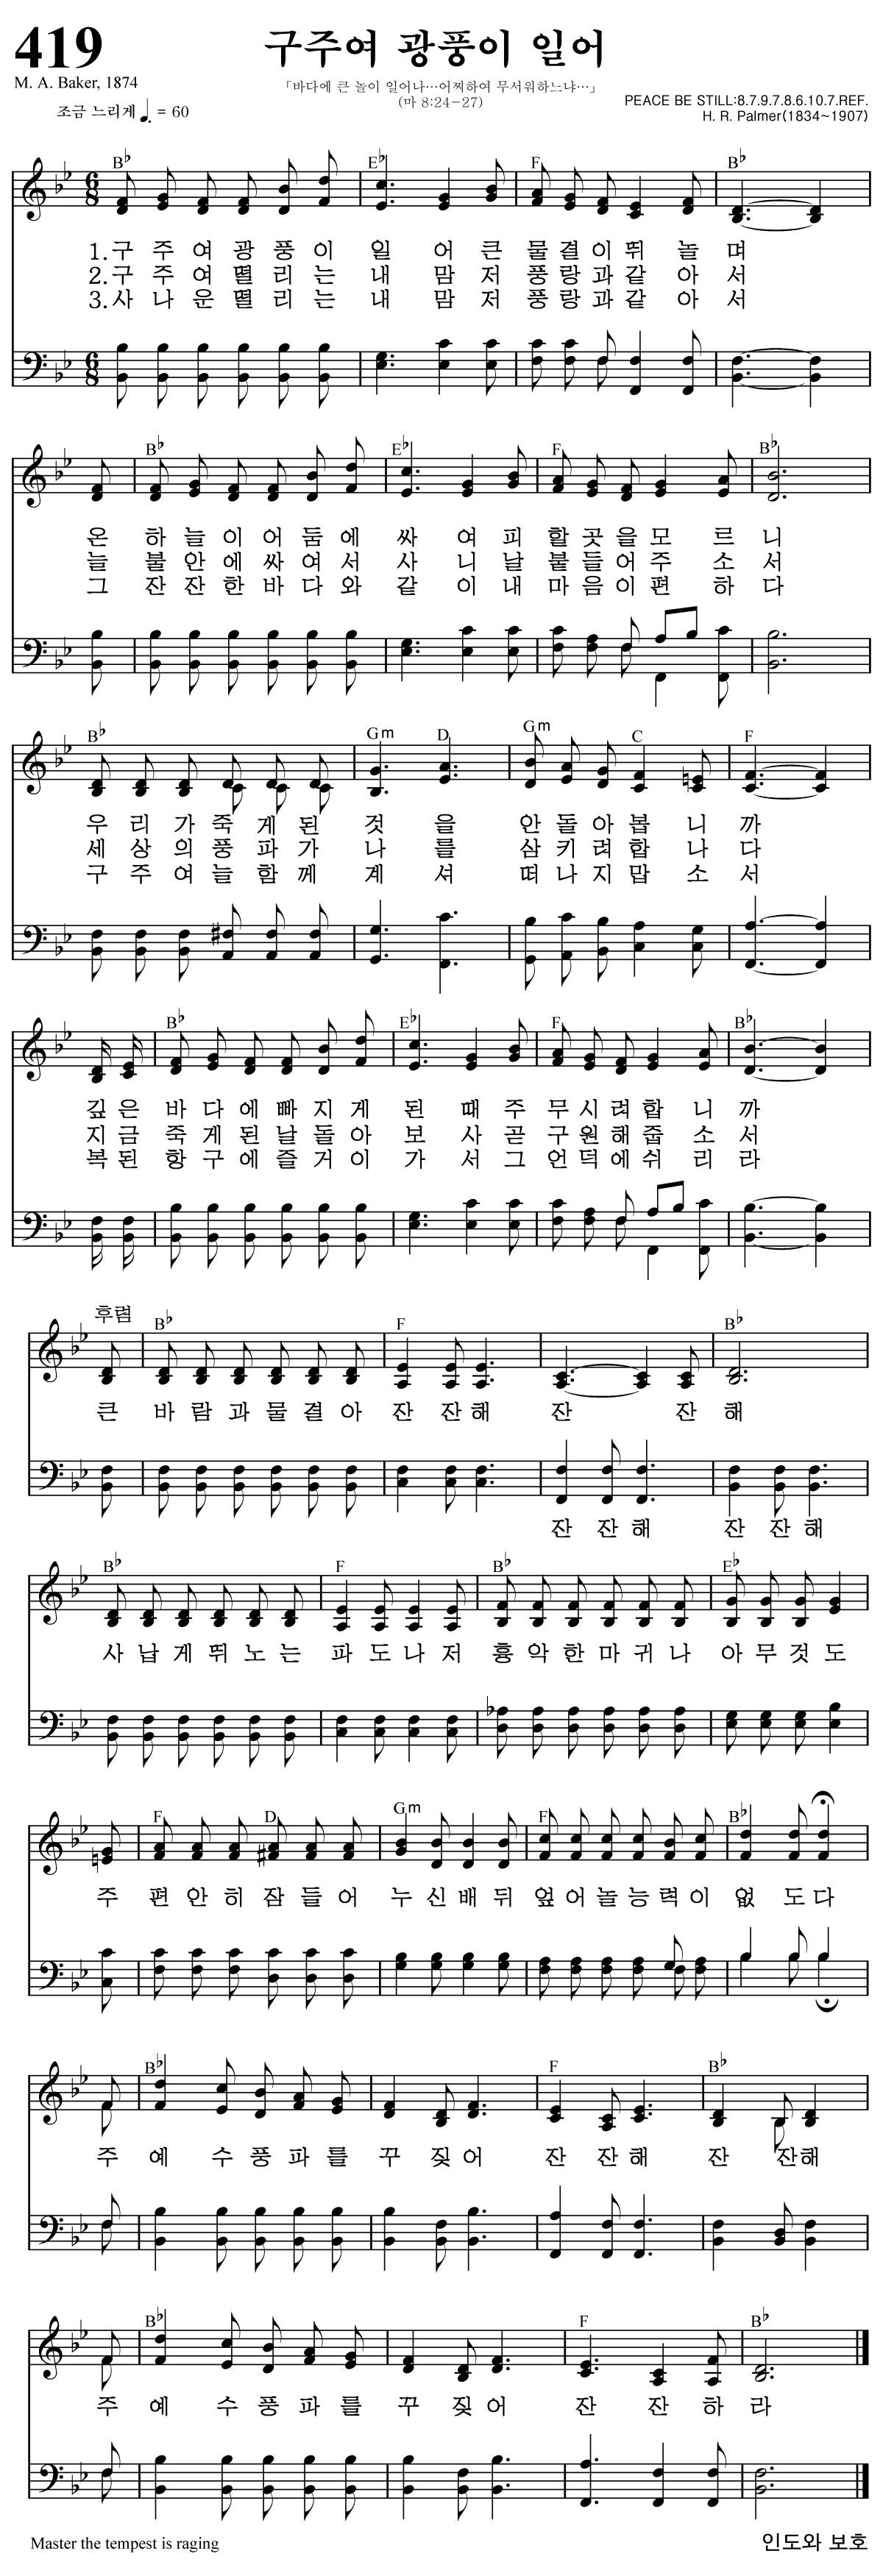 419
구주여 광풍이 일어
M. A. Baker, 1874
「바다에 큰 놀이 일어나…어찌하여 무서워하느냐…」
(마 8:24-27)
조금 느리게 ♩. = 60
PEACE BE STILL:8.7.9.7.8.6.10.7.REF.
H. R. Palmer(1834~1907)
B♭ E♭ F B♭
1.구 주 여 광 풍 이 일 어 큰 물 결 이 뛰 놀 며
2.구 주 여 떨 리 는 내 맘 저 풍 랑 과 같 아 서
3.사 나 운 떨 리 는 내 맘 저 풍 랑 과 같 아 서
B♭ E♭ F B♭
온 하 늘 이 어 둠 에 싸 여 피 할 곳 을 모 르 니
늘 불 안 에 싸 여 서 사 니 날 붙 들 어 주 소 서
그 잔 잔 한 바 다 와 같 이 내 마 음 이 편 하 다
B♭ Gm D Gm C F
우 리 가 죽 게 된 것 을 안 돌 아 봅 니 까
세 상 의 풍 파 가 나 를 삼 키 려 합 니 다
구 주 여 늘 함 께 계 셔 떠 나 지 맙 소 서
B♭ E♭ F B♭
깊 은 바 다 에 빠 지 게 된 때 주 무 시 려 합 니 까
지 금 죽 게 된 날 돌 아 보 사 곧 구 원 해 줍 소 서
복 된 항 구 에 즐 거 이 가 서 그 언 덕 에 쉬 리 라
후렴
B♭ F B♭
큰 바 람 과 물 결 아 잔 잔 해 잔 잔 해
잔 잔 해 잔 잔 해
B♭ F B♭ E♭
사 납 게 뛰 노 는 파 도 나 저 흉 악 한 마 귀 나 아 무 것 도
F D Gm F B♭
주 편 안 히 잠 들 어 누 신 배 뒤 엎 어 놀 능 력 이 없 도 다
B♭ F B♭
주 예 수 풍 파 를 꾸 짖 어 잔 잔 해 잔 잔해
B♭ F B♭
주 예 수 풍 파 를 꾸 짖 어 잔 잔 하 라
Master the tempest is raging
인도와 보호